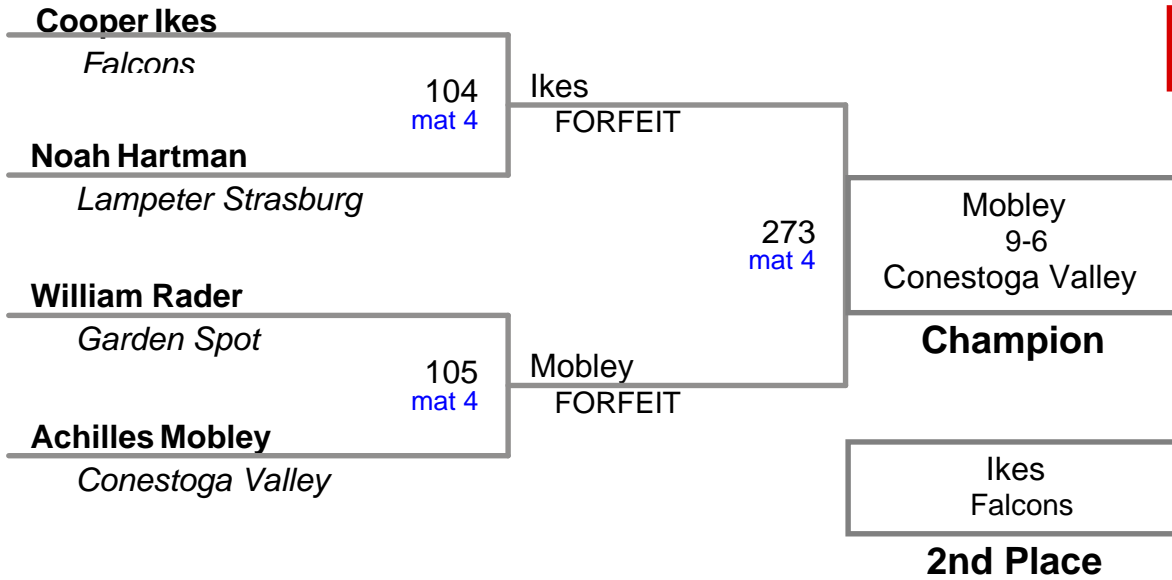 Cooper Ikes
Falcons
104
mat 4
Ikes
FORFEIT
Noah Hartman
Lampeter Strasburg
273
mat 4
Mobley
9-6
Conestoga Valley
Champion
William Rader
Garden Spot
105
mat 4
Mobley
FORFEIT
Achilles Mobley
Conestoga Valley
Ikes
Falcons
2nd Place